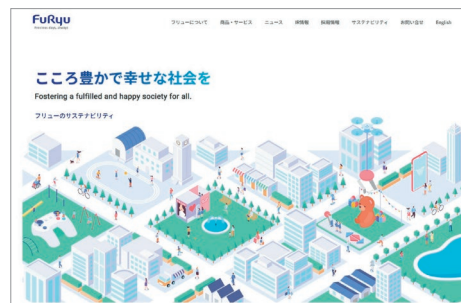 FuRyu
フリューについて 商品・サービス ニュース IR情報 採用情報 サステナビリティ お問い合せ English
こころ豊かで幸せな社会を
Fostering a fulfilled and happy society for all.
フリューのサステナビリティ